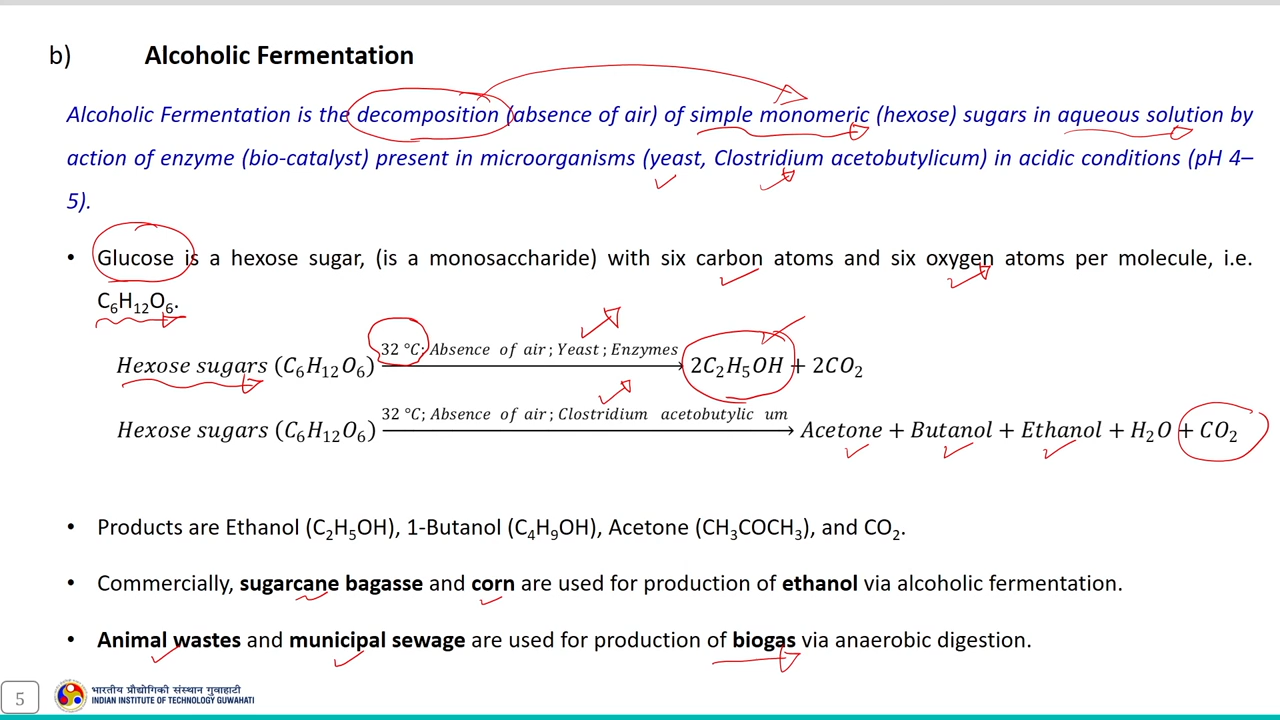 b) Alcoholic Fermentation
Alcoholic Fermentation is the decomposition (absence of air) of simple monomeric (hexose) sugars in aqueous solution by
action of enzyme (bio-catalyst) present in microorganisms (yeast, Clostridium acetobutylicum) in acidic conditions (pH 4–
5).
• Glucose is a hexose sugar, (is a monosaccharide) with six carbon atoms and six oxygen atoms per molecule, i.e.
C₆H₁₂O₆.
32 °C; Absence of air ; Yeast ; Enzymes
Hexose sugars (C₆H₁₂O₆) → 2C₂H₅OH + 2CO₂
32 °C; Absence of air ; Clostridium acetobutylic um
Hexose sugars (C₆H₁₂O₆) → Acetone + Butanol + Ethanol + H₂O + CO₂
• Products are Ethanol (C₂H₅OH), 1-Butanol (C₄H₉OH), Acetone (CH₃COCH₃), and CO₂.
• Commercially, sugarcane bagasse and corn are used for production of ethanol via alcoholic fermentation.
• Animal wastes and municipal sewage are used for production of biogas via anaerobic digestion.
5
भारतीय प्रौद्योगिकी संस्थान गुवाहाटी
INDIAN INSTITUTE OF TECHNOLOGY GUWAHATI